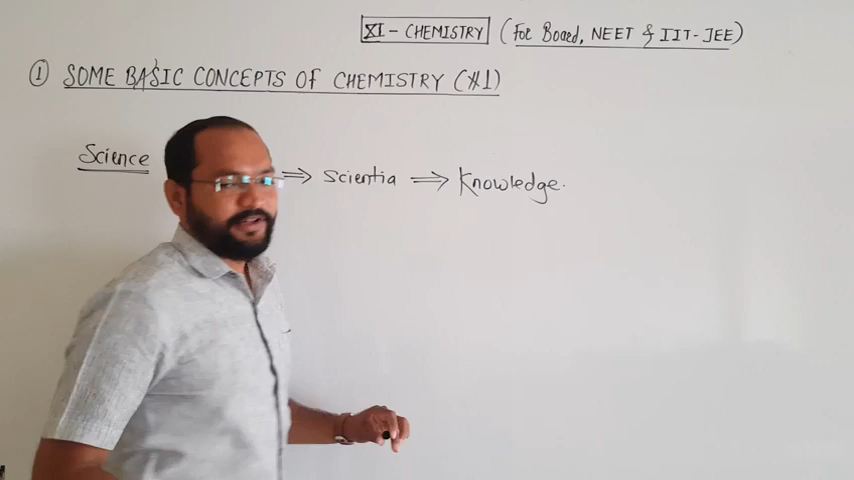 XI - CHEMISTRY (For Board, NEET & IIT-JEE)
① SOME BASIC CONCEPTS OF CHEMISTRY (#1)
Science ⇒ Scientia ⇒ Knowledge.